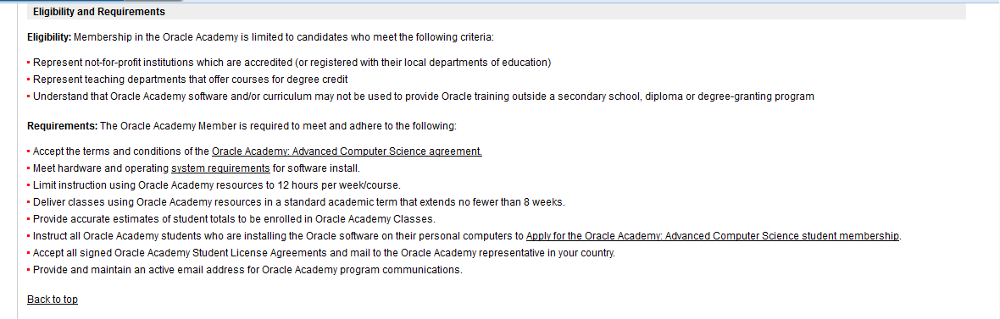 Eligibility and Requirements
Eligibility: Membership in the Oracle Academy is limited to candidates who meet the following criteria:
Represent not-for-profit institutions which are accredited (or registered with their local departments of education)
Represent teaching departments that offer courses for degree credit
Understand that Oracle Academy software and/or curriculum may not be used to provide Oracle training outside a secondary school, diploma or degree-granting program
Requirements: The Oracle Academy Member is required to meet and adhere to the following:
Accept the terms and conditions of the Oracle Academy: Advanced Computer Science agreement.
Meet hardware and operating system requirements for software install.
Limit instruction using Oracle Academy resources to 12 hours per week/course.
Deliver classes using Oracle Academy resources in a standard academic term that extends no fewer than 8 weeks.
Provide accurate estimates of student totals to be enrolled in Oracle Academy Classes.
Instruct all Oracle Academy students who are installing the Oracle software on their personal computers to Apply for the Oracle Academy: Advanced Computer Science student membership.
Accept all signed Oracle Academy Student License Agreements and mail to the Oracle Academy representative in your country.
Provide and maintain an active email address for Oracle Academy program communications.
Back to top